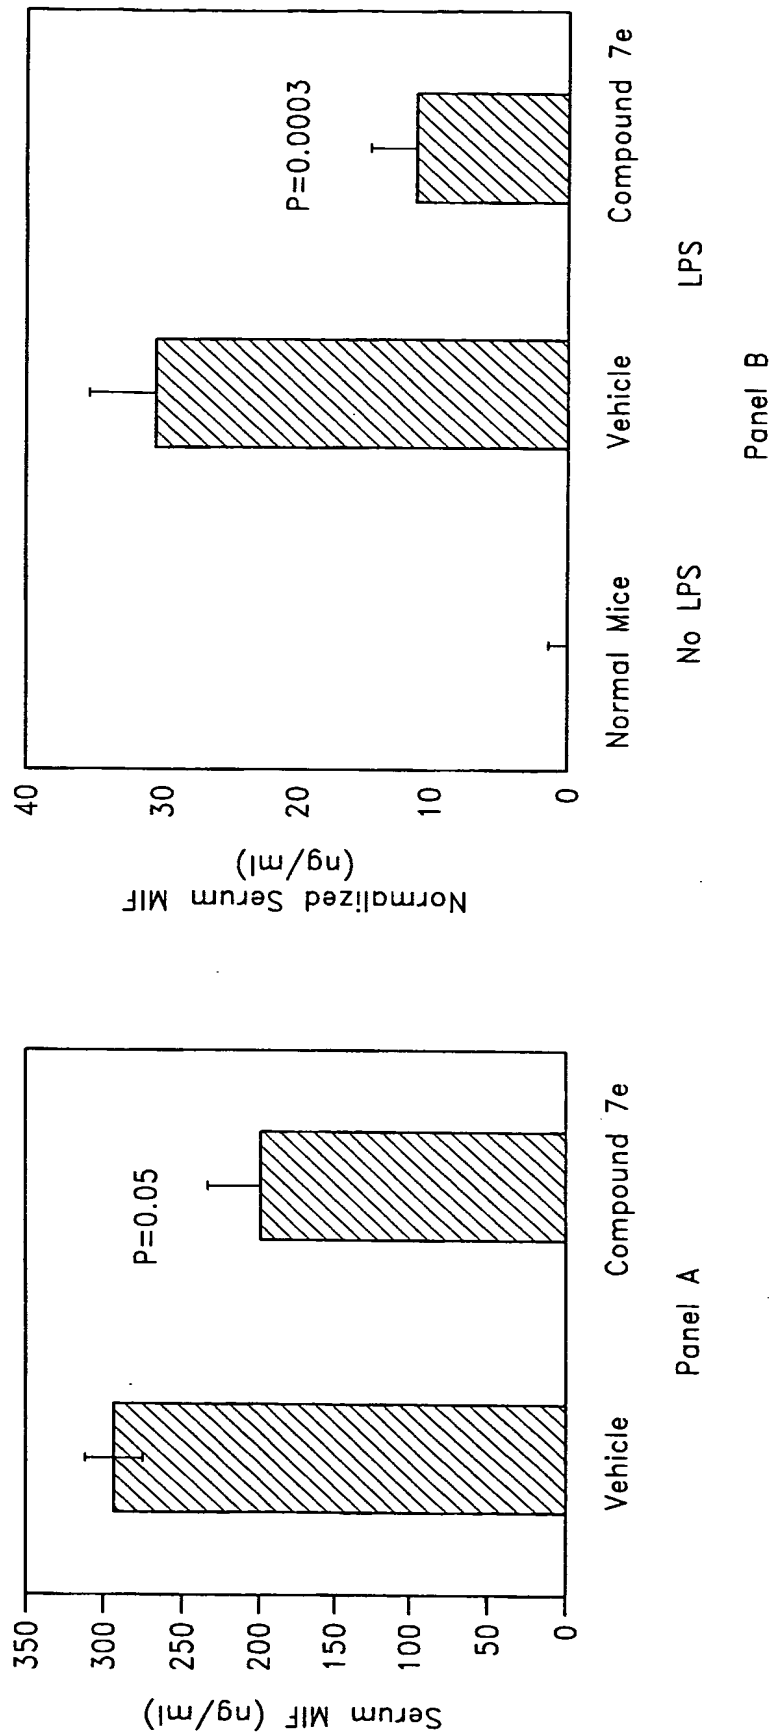 Serum MIF (ng/ml)
350
300
250
200
150
100
50
0
P=0.05
Vehicle
Compound 7e
Panel A
Normalized Serum MIF
(ng/ml)
40
30
20
10
0
P=0.0003
Normal Mice
Vehicle
Compound 7e
No LPS
LPS
Panel B